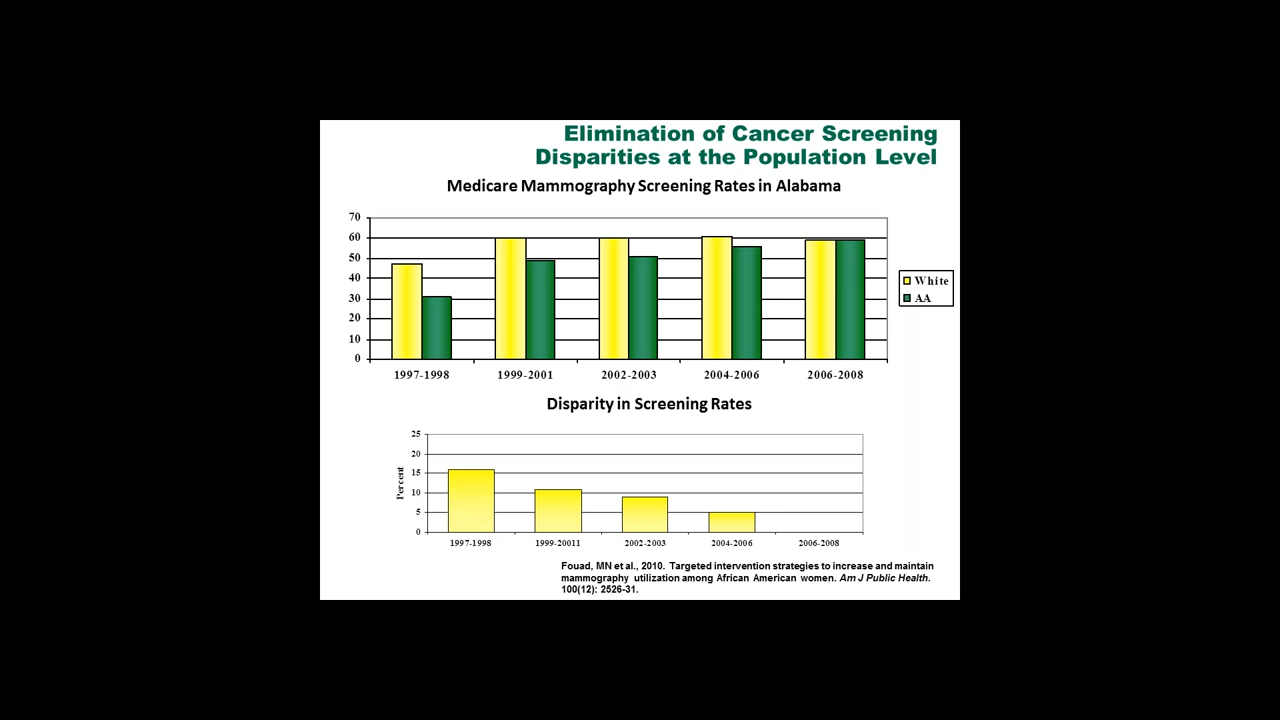 Elimination of Cancer Screening
Disparities at the Population Level
Medicare Mammography Screening Rates in Alabama
70
60
50
40
30
20
10
0
1997-1998 1999-2001 2002-2003 2004-2006 2006-2008
White
AA
Disparity in Screening Rates
Percent
25
20
15
10
5
0
1997-1998 1999-20011 2002-2003 2004-2006 2006-2008
Fouad, MN et al., 2010. Targeted intervention strategies to increase and maintain
mammography utilization among African American women. Am J Public Health.
100(12): 2526-31.